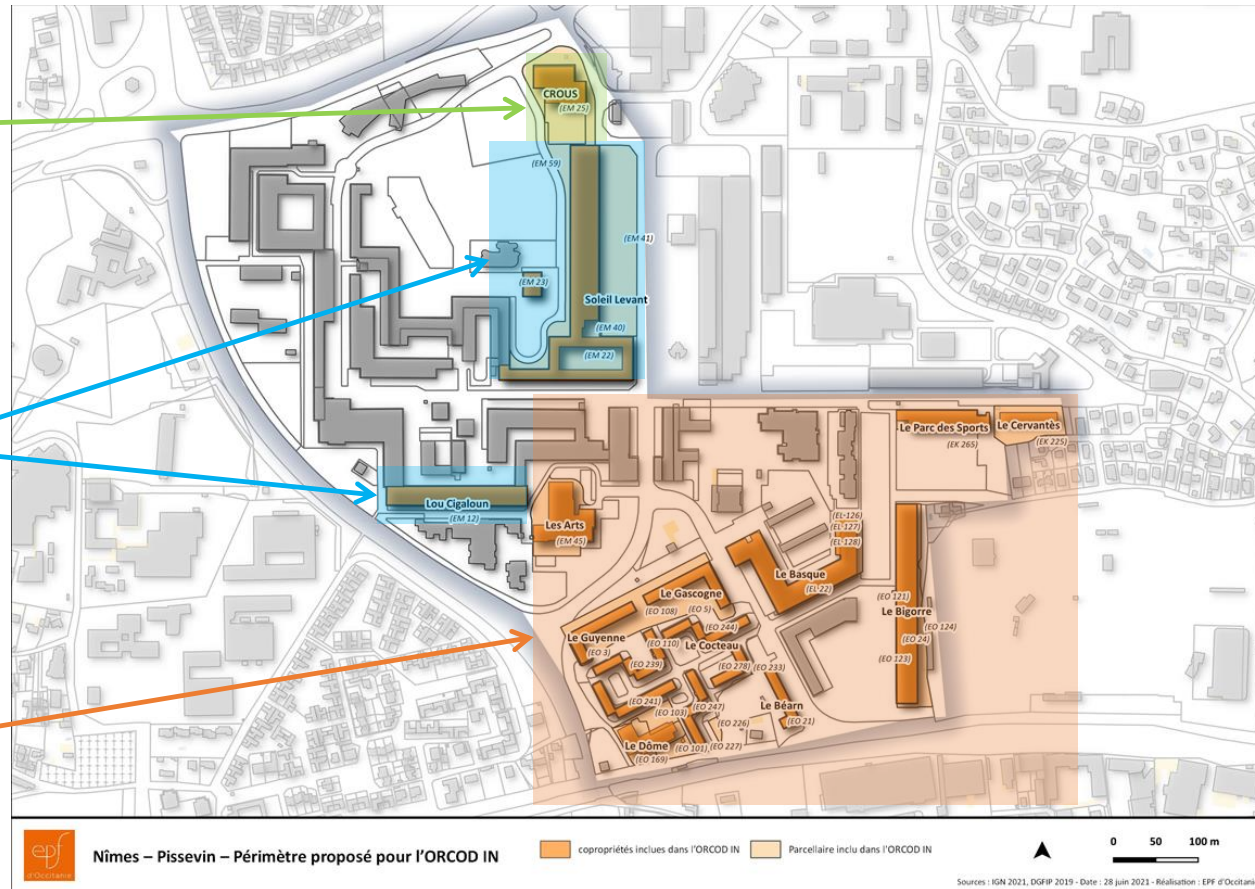 CROUS
(EM 25)
(EM 59)
(EM 41)
(EM 23)
Soleil Levant
(EM 40)
(EM 22)
Le Parc des Sports
(EK 265)
Le Cervantès
(EK 225)
Lou Cigaloun
(EM 12)
Les Arts
(EM 45)
(EL-126)
(EL-127)
(EL-128)
Le Basque
(EL 22)
Le Gascogne
(EO 108)
(EO 5)
(EO 121)
Le Bigorre
(EO 124)
(EO 24)
(EO 123)
(EO 244)
Le Guyenne
(EO 3)
(EO 110)
Le Cocteau
(EO 239)
(EO 278)
(EO 233)
(EO 241)
(EO 103)
(EO 247)
Le Béarn
(EO 21)
(EO 226)
Le Dôme
(EO 169)
(EO 101)
(EO 227)
epf
d'Occitanie
Nîmes – Pissevin – Périmètre proposé pour l'ORCOD IN
copropriétés inclues dans l'ORCOD IN
Parcellaire inclu dans l'ORCOD IN
0 50 100 m
Sources : IGN 2021, DGFIP 2019 - Date : 28 juin 2021 - Réalisation : EPF d'Occitanie